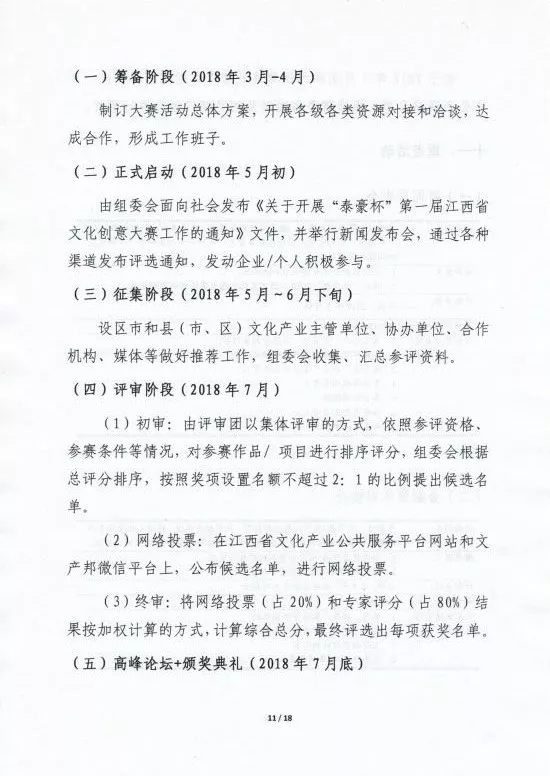 （一）筹备阶段（2018 年 3月-4月）
制订大赛活动总体方案，开展各级各类资源对接和洽谈，达
成合作，形成工作班子。
（二）正式启动（2018 年 5月初）
由组委会面向社会发布《关于开展“泰豪杯”第一届江西省
文化创意大赛工作的通知》文件，并举行新闻发布会，通过各种
渠道发布评选通知，发动企业/个人积极参与。
（三）征集阶段（2018 年 5月～6月下旬）
设区市和县（市、区）文化产业主管单位、协办单位、合作
机构、媒体等做好推荐工作，组委会收集、汇总参评资料。
（四）评审阶段（2018 年 7月）
（1）初审：由评审团以集体评审的方式，依照参评资格、
参赛条件等情况，对参赛作品/ 项目进行排序评分，组委会根据
总评分排序，按照奖项设置名额不超过 2：1 的比例提出候选名
单。
（2）网络投票：在江西省文化产业公共服务平台网站和文
产邦微信平台上，公布候选名单，进行网络投票。
（3）终审：将网络投票（占20%）和专家评分（占80%）结
果按加权计算的方式，计算综合总分，最终评选出每项获奖名单。
（五）高峰论坛+颁奖典礼（2018 年 7月底）
11 / 18